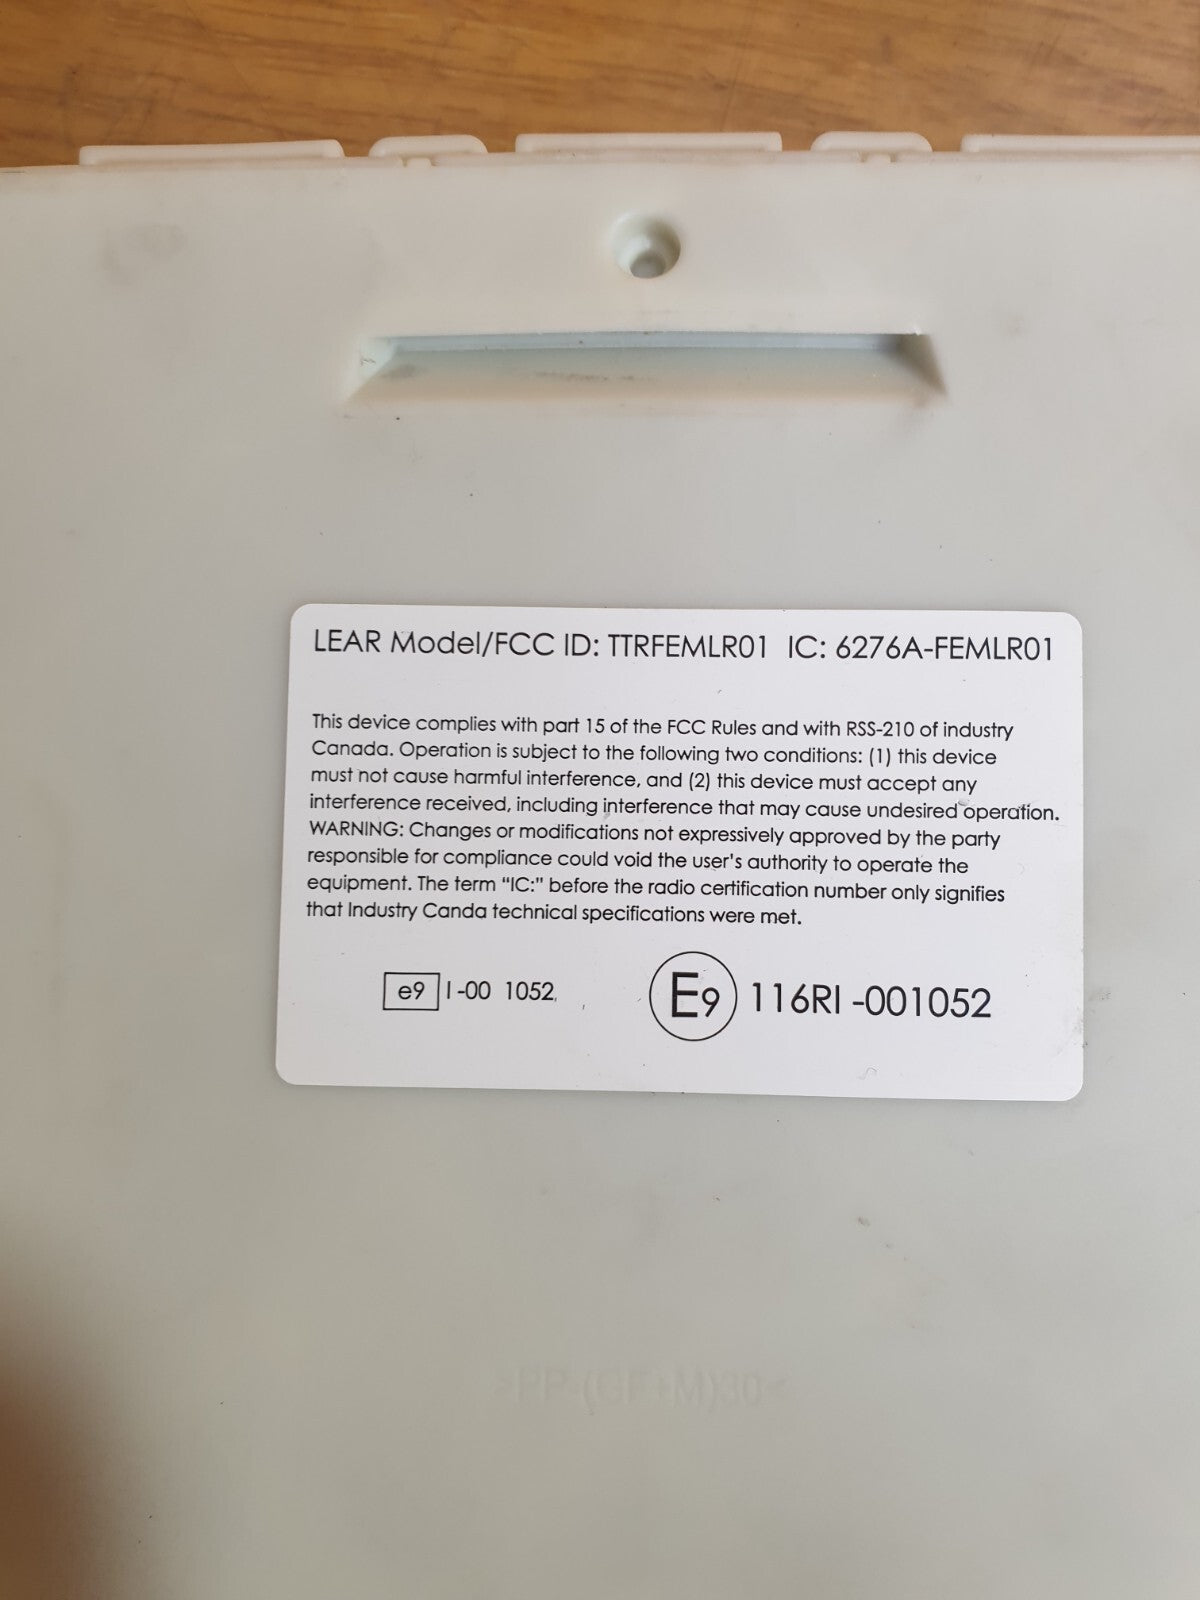 LEAR Model/FCC ID: TTRFEMLR01 IC: 6276A-FEMLR01
This device complies with part 15 of the FCC Rules and with RSS-210 of industry
Canada. Operation is subject to the following two conditions: (1) this device
must not cause harmful interference, and (2) this device must accept any
interference received, including interference that may cause undesired operation.
WARNING: Changes or modifications not expressively approved by the party
responsible for compliance could void the user's authority to operate the
equipment. The term "IC:" before the radio certification number only signifies
that Industry Canda technical specifications were met.
e9 I-00 1052 E9 116RI -001052
>PP-(GF+M)30<